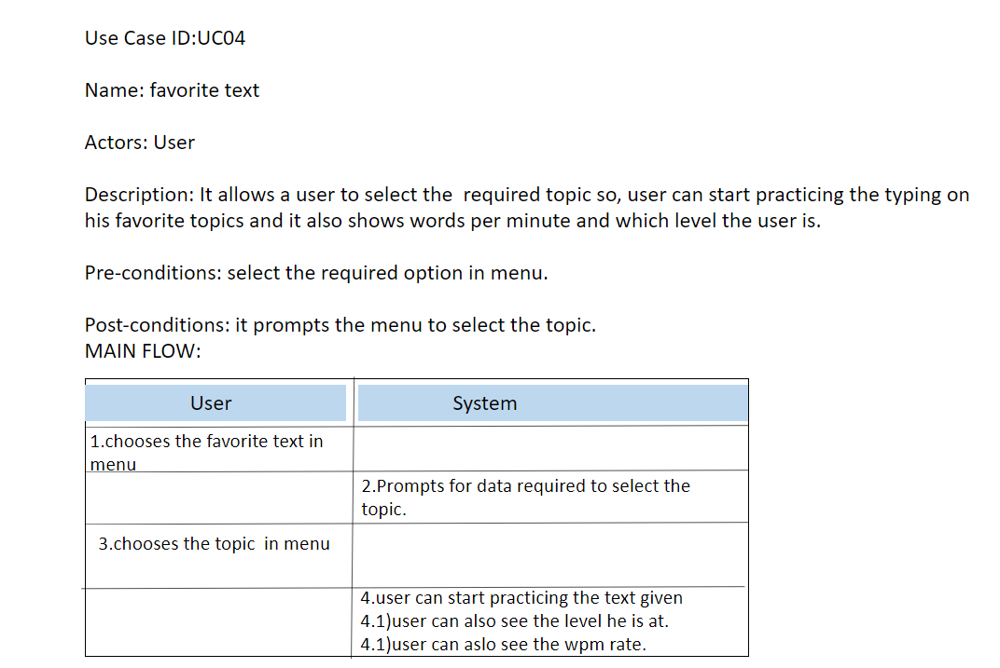 Use Case ID:UC04
Name: favorite text
Actors: User
Description: It allows a user to select the  required topic so, user can start practicing the typing on
his favorite topics and it also shows words per minute and which level the user is.
Pre-conditions: select the required option in menu.
Post-conditions: it prompts the menu to select the topic.
MAIN FLOW:
User
System
1.chooses the favorite text in
menu
2.Prompts for data required to select the
topic.
3.chooses the topic  in menu
4.user can start practicing the text given
4.1)user can also see the level he is at.
4.1)user can aslo see the wpm rate.